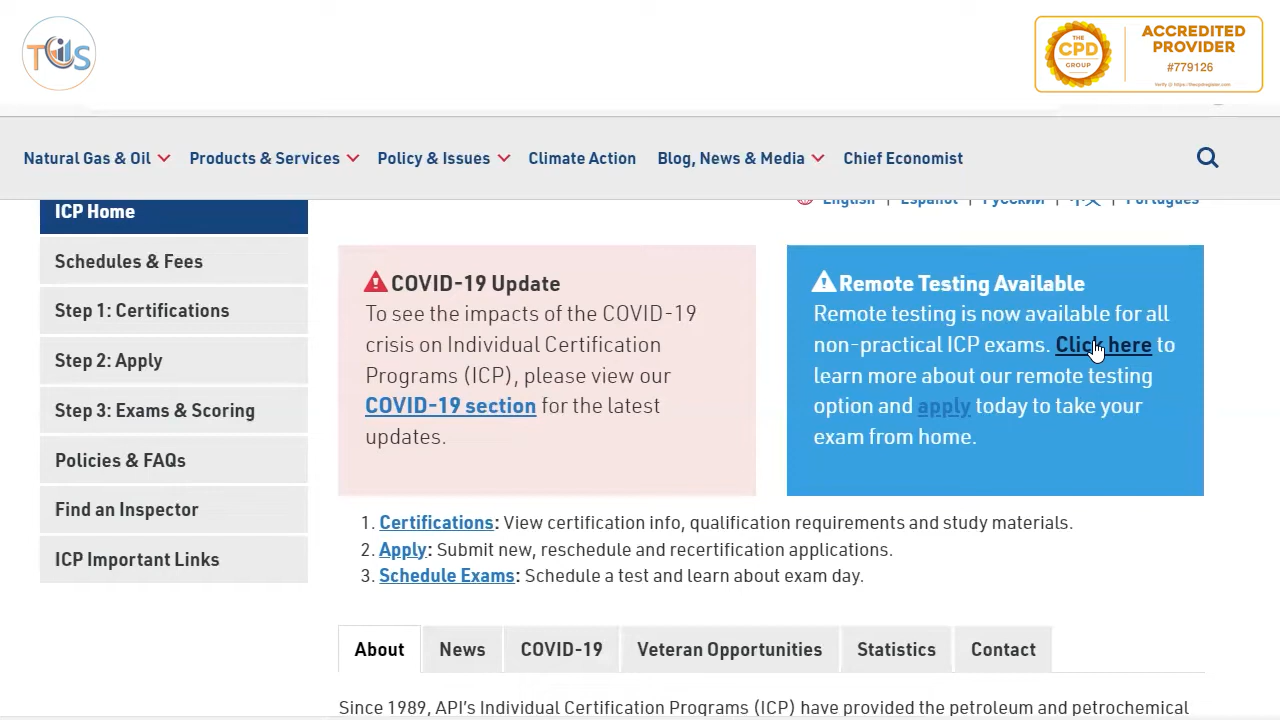 TCILS
THE
CPD
GROUP
ACCREDITED
PROVIDER
#779126
Natural Gas & Oil
Products & Services
Policy & Issues
Climate Action
Blog, News & Media
Chief Economist
English | Español | Русский | 中文 | Português
ICP Home
Schedules & Fees
Step 1: Certifications
Step 2: Apply
Step 3: Exams & Scoring
Policies & FAQs
Find an Inspector
ICP Important Links
COVID-19 Update
To see the impacts of the COVID-19
crisis on Individual Certification
Programs (ICP), please view our
COVID-19 section for the latest
updates.
Remote Testing Available
Remote testing is now available for all
non-practical ICP exams. Click here to
learn more about our remote testing
option and apply today to take your
exam from home.
1. Certifications: View certification info, qualification requirements and study materials.
2. Apply: Submit new, reschedule and recertification applications.
3. Schedule Exams: Schedule a test and learn about exam day.
About
News
COVID-19
Veteran Opportunities
Statistics
Contact
Since 1989, API's Individual Certification Programs (ICP) have provided the petroleum and petrochemical